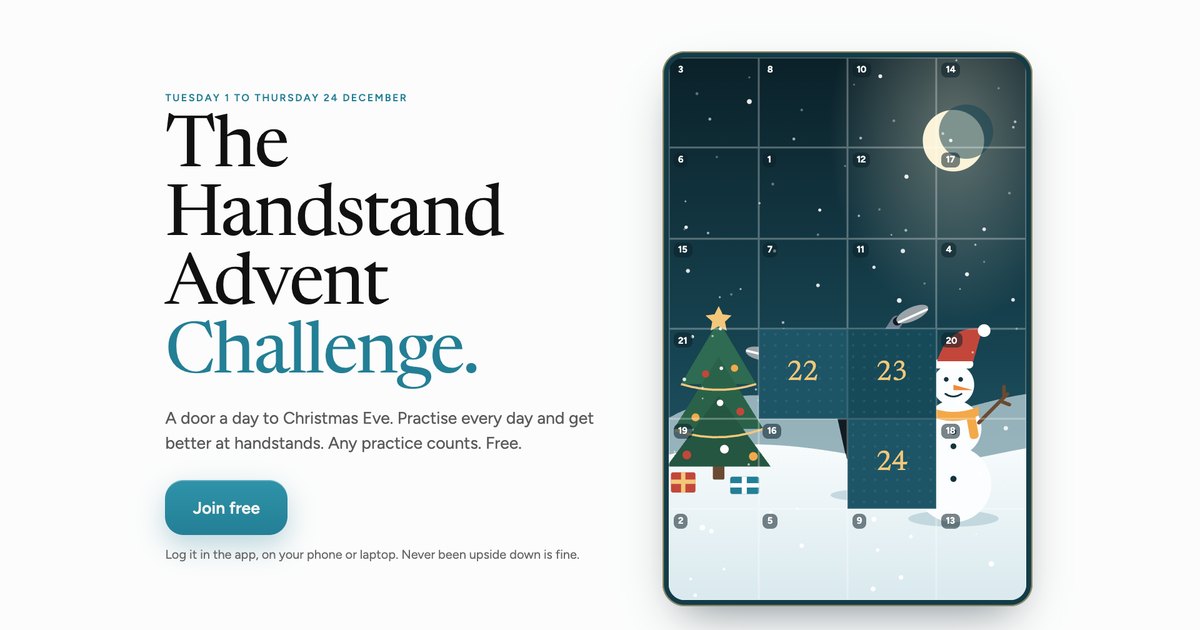 TUESDAY 1 TO THURSDAY 24 DECEMBER
The
Handstand
Advent
Challenge.
A door a day to Christmas Eve. Practise every day and get
better at handstands. Any practice counts. Free.
Join free
Log it in the app, on your phone or laptop. Never been upside down is fine.
3 8 10 14
6 1 12 17
15 7 11 4
21 22 23 20
19 16 24 18
2 5 9 13